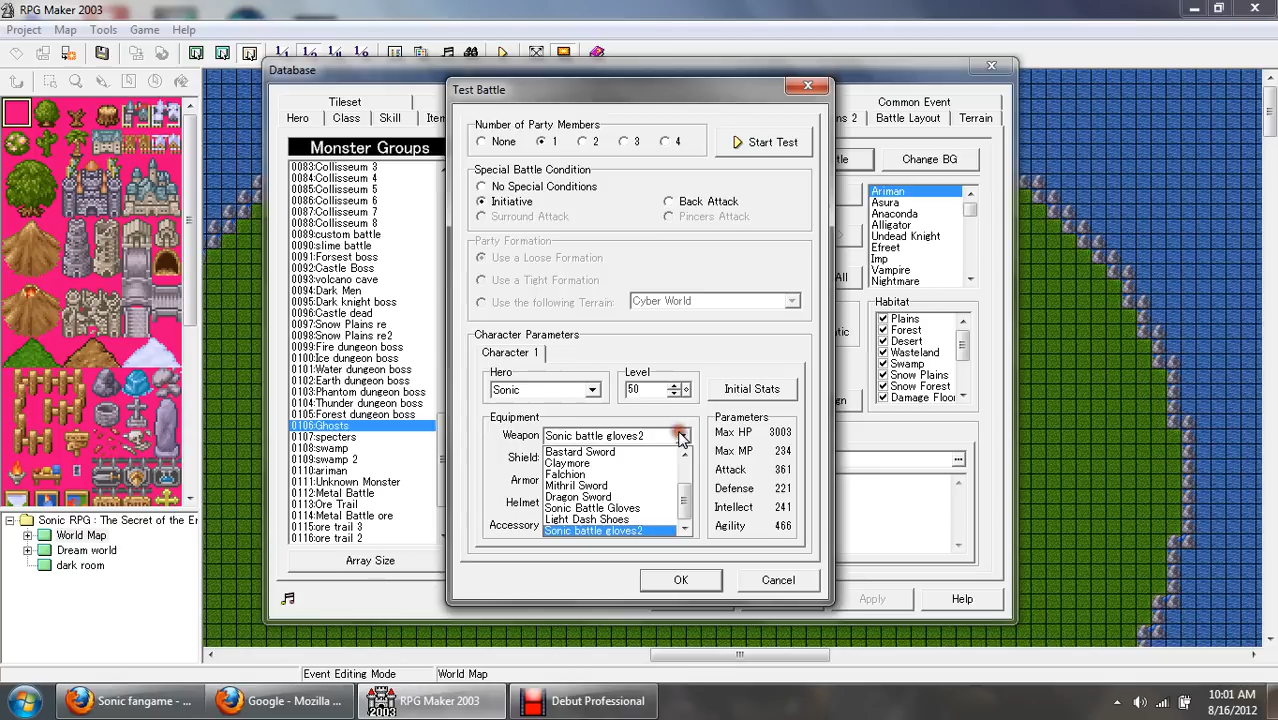 RPG Maker 2003
Project Map Tools Game Help
Database
Tileset
Hero Class Skill
Monster Groups
0083:Collisseum 3
0084:Collisseum 4
0085:Collisseum 5
0086:Collisseum 6
0087:Collisseum 7
0088:Collisseum 8
0089:custom battle
0090:slime battle
0091:Forsest boss
0092:Castle Boss
0093:volcano cave
0094:Dark Men
0095:Dark knight boss
0096:Castle dead
0097:Snow Plains re
0098:Snow Plains re2
0099:Fire dungeon boss
0100:Ice dungeon boss
0101:Water dungeon boss
0102:Earth dungeon boss
0103:Phantom dungeon boss
0104:Thunder dungeon boss
0105:Forest dungeon boss
0106:Ghosts
0107:specters
0108:swamp
0109:swamp 2
0110:ariman
0111:Unknown Monster
0112:Metal Battle
0113:Ore Trail
0114:Metal Battle ore
0115:ore trail 3
0116:ore trail 2
Array Size
Test Battle
Number of Party Members
None 1 2 3 4
Start Test
Special Battle Condition
No Special Conditions
Initiative Back Attack
Surround Attack Pincers Attack
Party Formation
Use a Loose Formation
Use a Tight Formation
Use the following Terrain: Cyber World
Character Parameters
Character 1
Hero Level
Sonic 50 Initial Stats
Equipment Parameters
Weapon Sonic battle gloves2
Shield
Armor
Helmet
Accessory
Bastard Sword
Claymore
Falchion
Mithril Sword
Dragon Sword
Sonic Battle Gloves
Light Dash Shoes
Sonic battle gloves2
Max HP 3003
Max MP 234
Attack 361
Defense 221
Intellect 241
Agility 466
OK Cancel
Common Event
Battle Layout Terrain
Change BG
Ariman
Asura
Anaconda
Alligator
Undead Knight
Efreet
Imp
Vampire
Nightmare
Habitat
Plains
Forest
Desert
Wasteland
Swamp
Snow Plains
Snow Forest
Damage Floor
Apply Help
Sonic RPG : The Secret of the
World Map
Dream world
dark room
Event Editing Mode World Map
Sonic fangame - ... Google - Mozilla ... RPG Maker 2003 Debut Professional
10:01 AM
8/16/2012